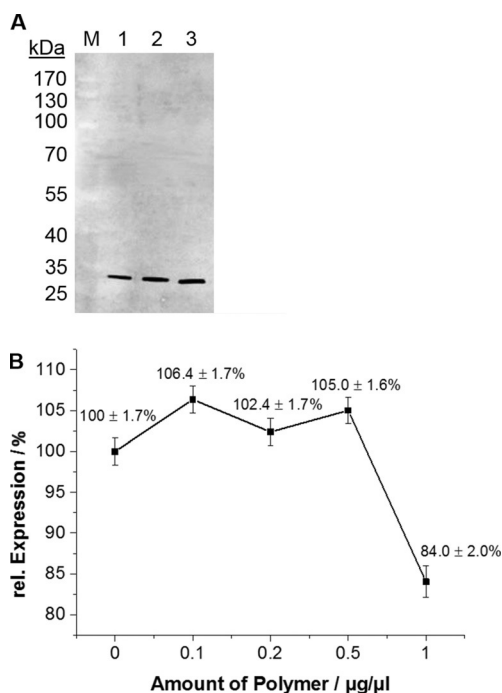 A
kDa M 1 2 3
170
130
100
70
55
40
35
25
B
rel. Expression / %
110
105
100
95
90
85
80
100 ± 1.7%
106.4 ± 1.7%
102.4 ± 1.7%
105.0 ± 1.6%
84.0 ± 2.0%
0 0.1 0.2 0.5 1
Amount of Polymer / µg/µl